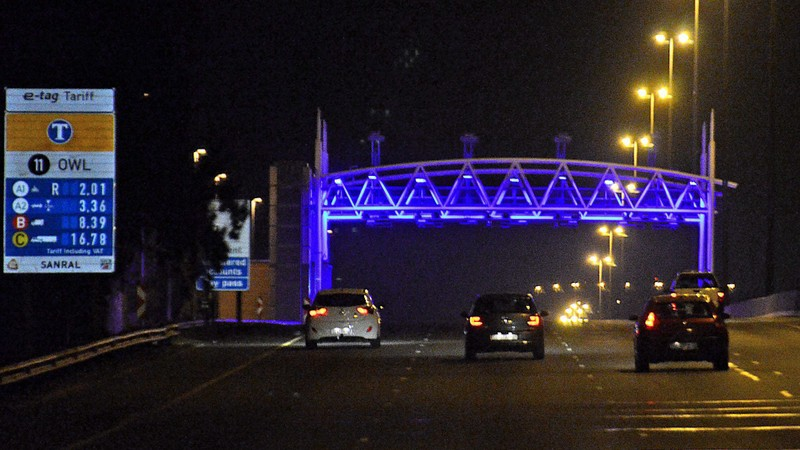 e-tag Tariff
T
11 OWL
A1 R 2.01
A2 3.36
B 8.39
C 16.78
Tariff Including VAT
SANRAL
pass